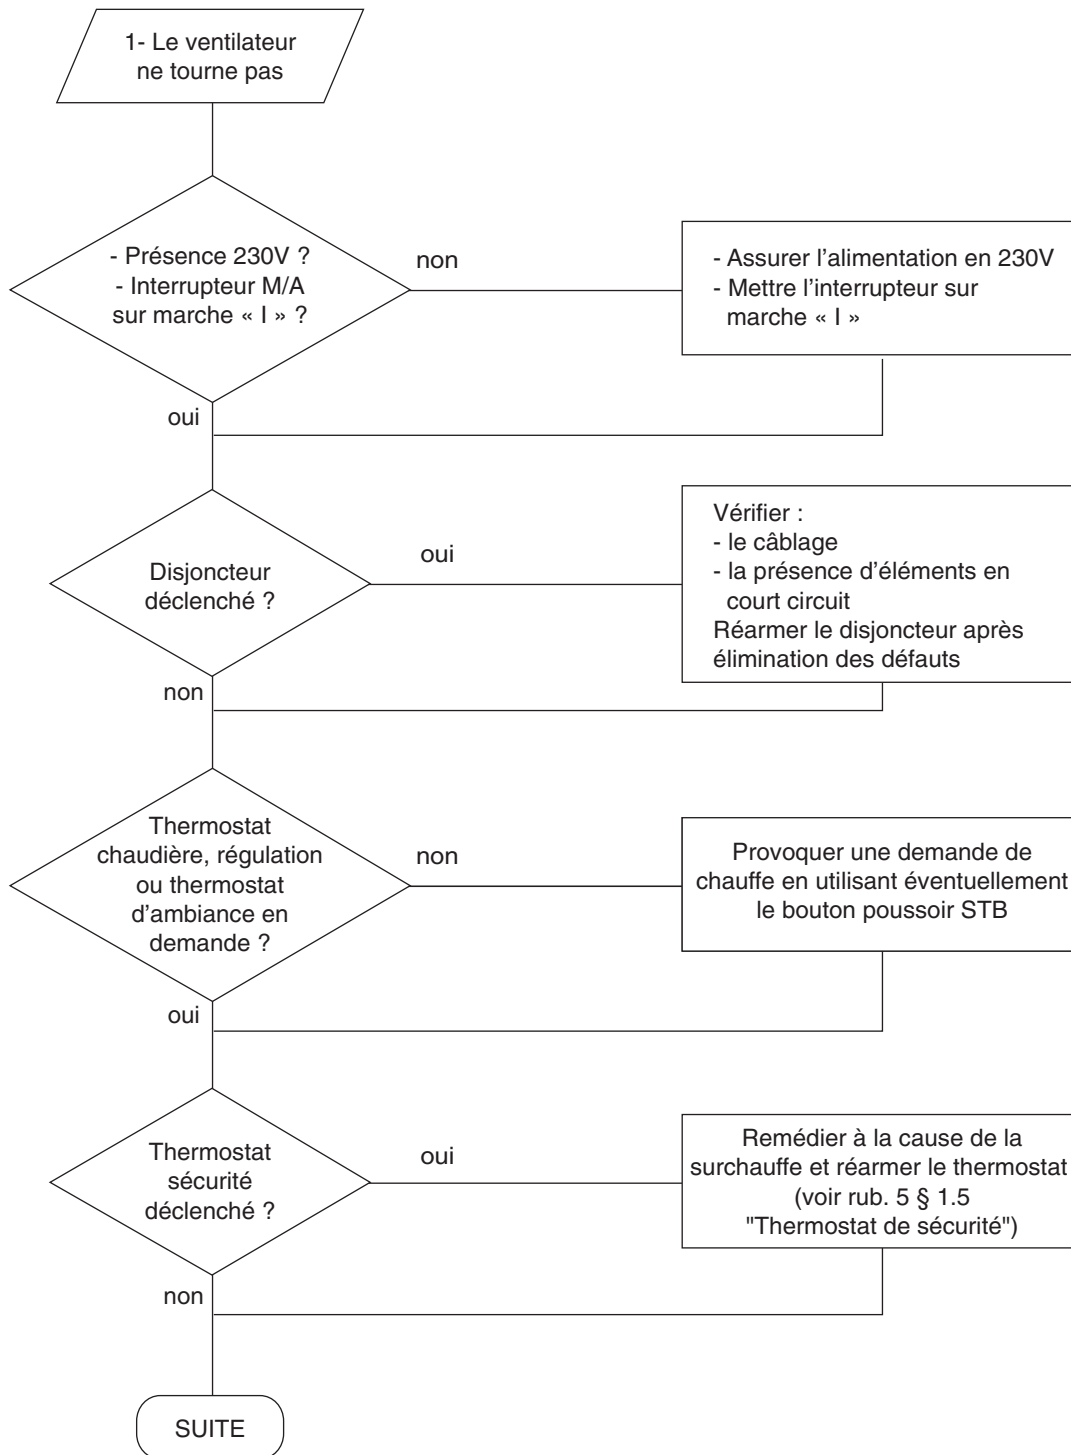 1- Le ventilateur
ne tourne pas
- Présence 230V ?
- Interrupteur M/A
sur marche « I » ?
non
- Assurer l’alimentation en 230V
- Mettre l’interrupteur sur
marche « I »
oui
Disjoncteur
déclenché ?
oui
Vérifier :
- le câblage
- la présence d’éléments en
court circuit
Réarmer le disjoncteur après
élimination des défauts
non
Thermostat
chaudière, régulation
ou thermostat
d’ambiance en
demande ?
non
Provoquer une demande de
chauffe en utilisant éventuellement
le bouton poussoir STB
oui
Thermostat
sécurité
déclenché ?
oui
Remédier à la cause de la
surchauffe et réarmer le thermostat
(voir rub. 5 § 1.5
"Thermostat de sécurité")
non
SUITE